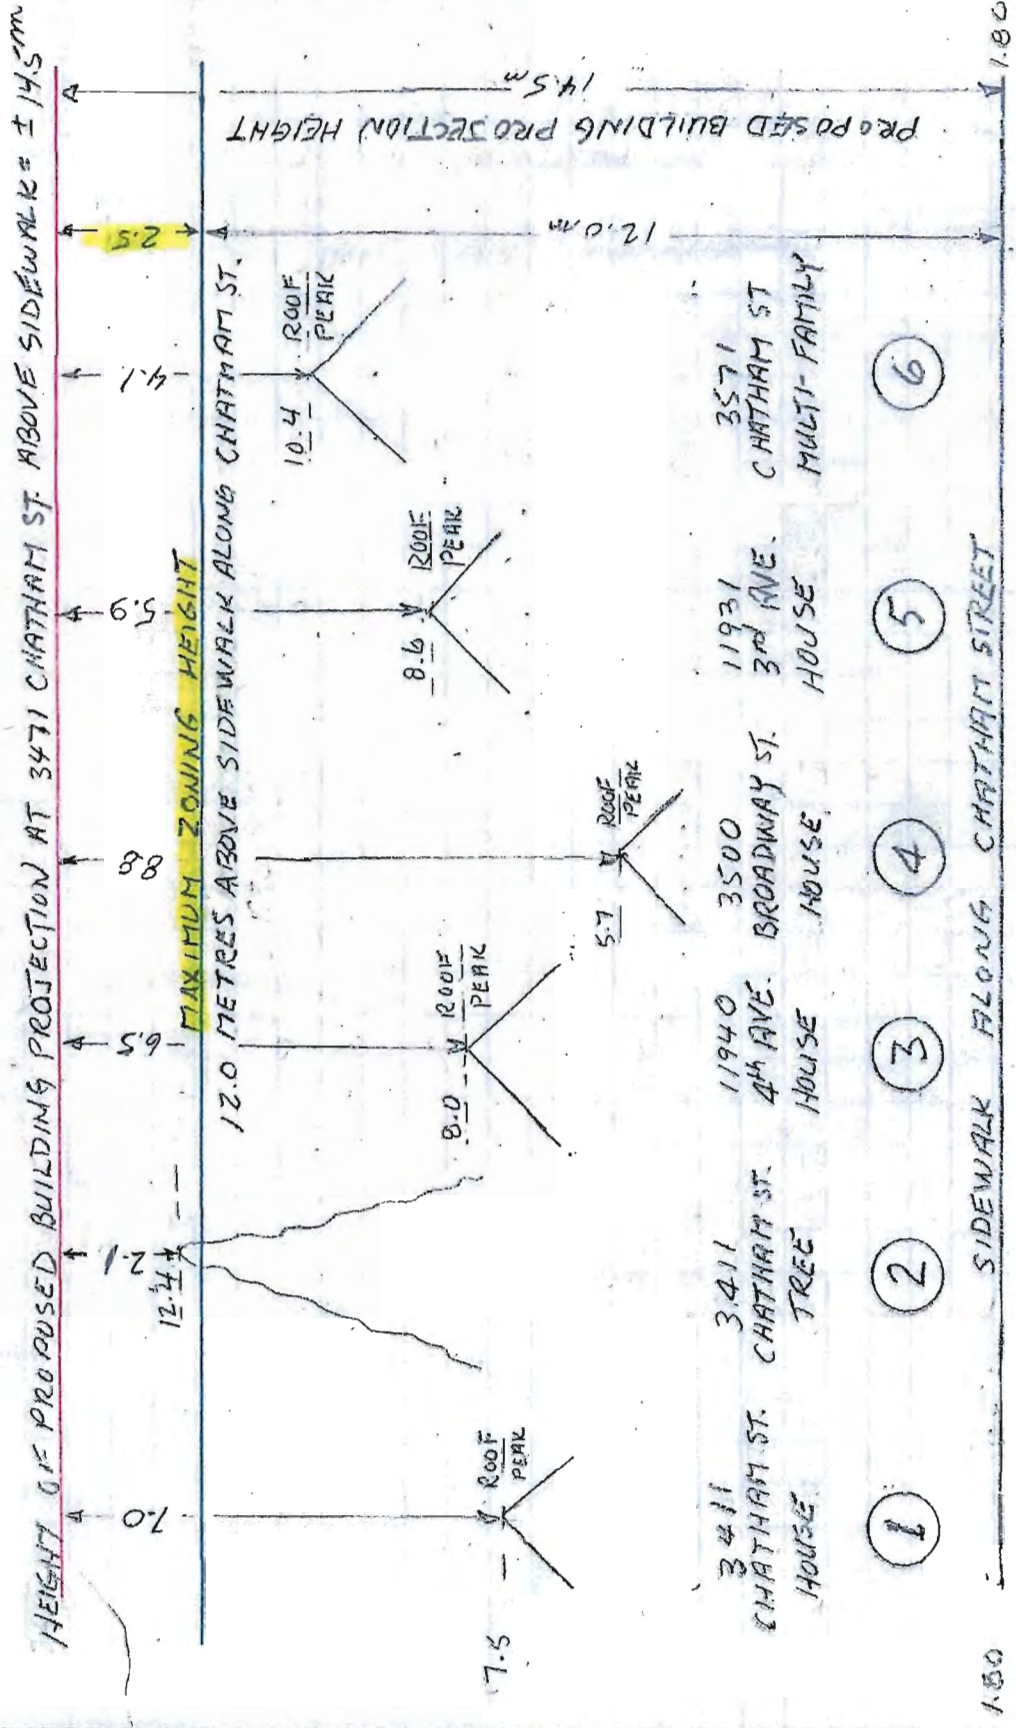 HEIGHT OF PROPOSED BUILDING PROJECTION AT 3471 CHATHAM ST. ABOVE SIDEWALK = ± 14.5 m
7.0
2.1
6.5
8.8
5.9
4.1
2.5
MAXIMUM ZONING HEIGHT
12.0 METRES ABOVE SIDEWALK ALONG CHATHAM ST.
12.4
7.5
ROOF
PEAK
8.0
ROOF
PEAK
5.7
ROOF
PEAK
8.6
ROOF
PEAK
10.4
ROOF
PEAK
12.0 m
PROPOSED BUILDING PROJECTION HEIGHT
14.5 m
3411
CHATHAM ST.
HOUSE
1
3411
CHATHAM ST.
TREE
2
11940
4th AVE.
HOUSE
3
3500
BROADWAY ST.
HOUSE
4
11931
3rd AVE.
HOUSE
5
3571
CHATHAM ST
MULTI-FAMILY
6
SIDEWALK ALONG CHATHAM STREET
1.80
1.80